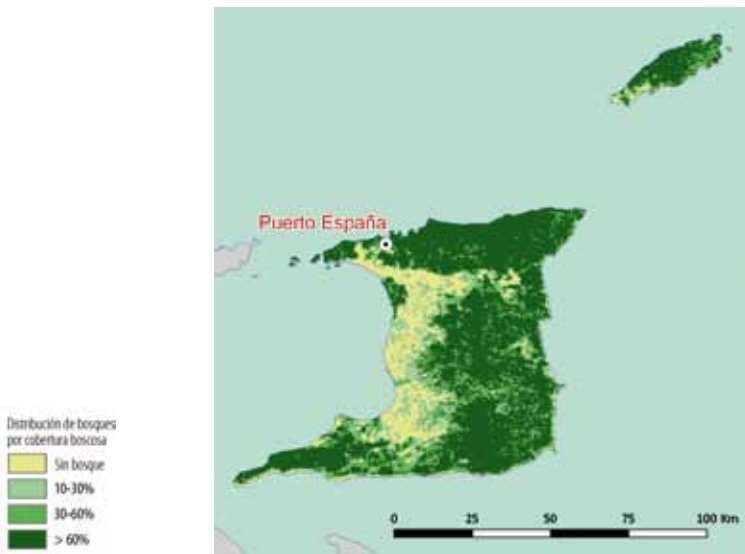 Puerto España
Distribución de bosques
por cobertura boscosa
Sin bosque
10-30%
30-60%
> 60%
0 25 50 75 100 Km